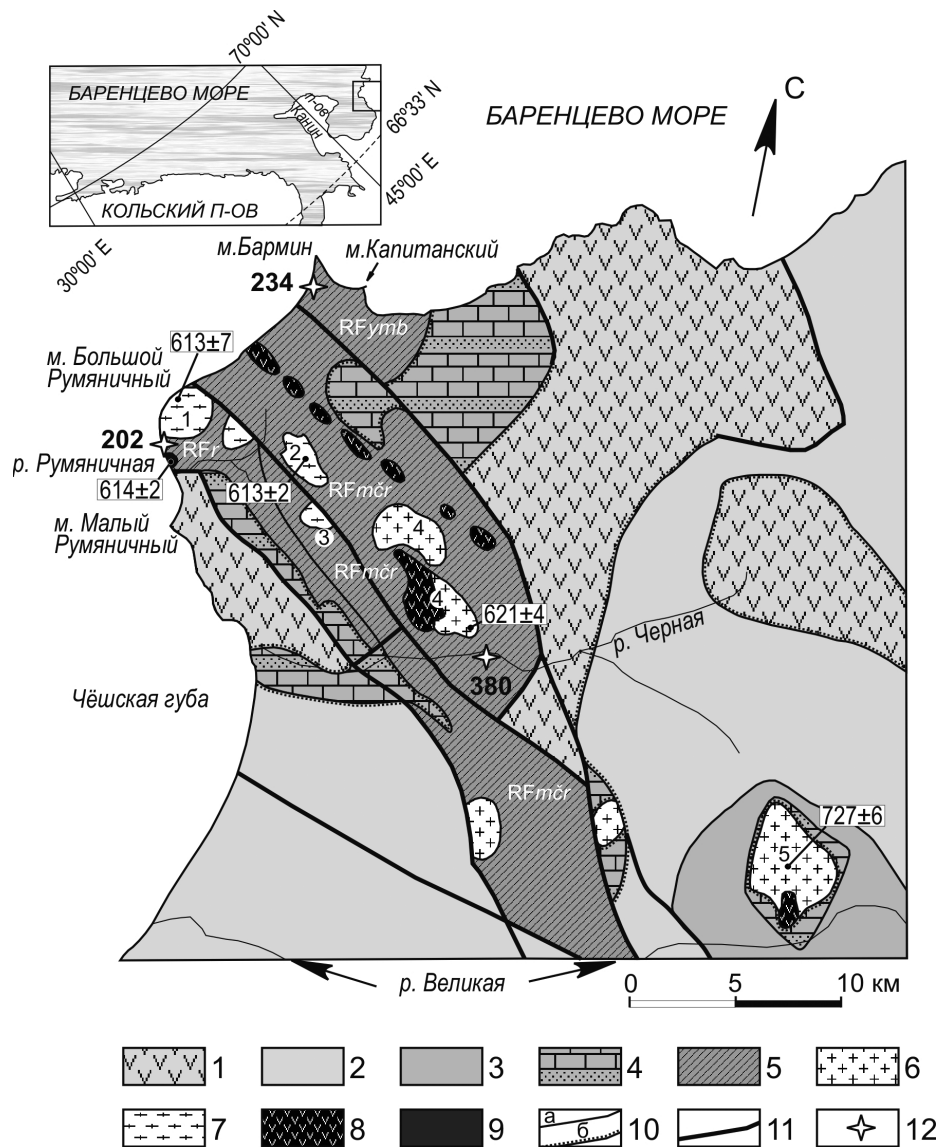 70°00' N
БАРЕНЦЕВО МОРЕ
п-ов
Канин
66°33' N
45°00' E
КОЛЬСКИЙ П-ОВ
30°00' E
БАРЕНЦЕВО МОРЕ
С
м.Бармин
м.Капитанский
234
RFymb
613±7
м. Большой
Румяничный
1
202
RFr
р. Румяничная
614±2
2
613±2
RFmčr
м. Малый
Румяничный
3
4
RFmčr
4
621±4
р. Черная
380
Чёшская губа
RFmčr
727±6
5
р. Великая
0 5 10 км
1 2 3 4 5 6
7 8 9 а б 10 11 12